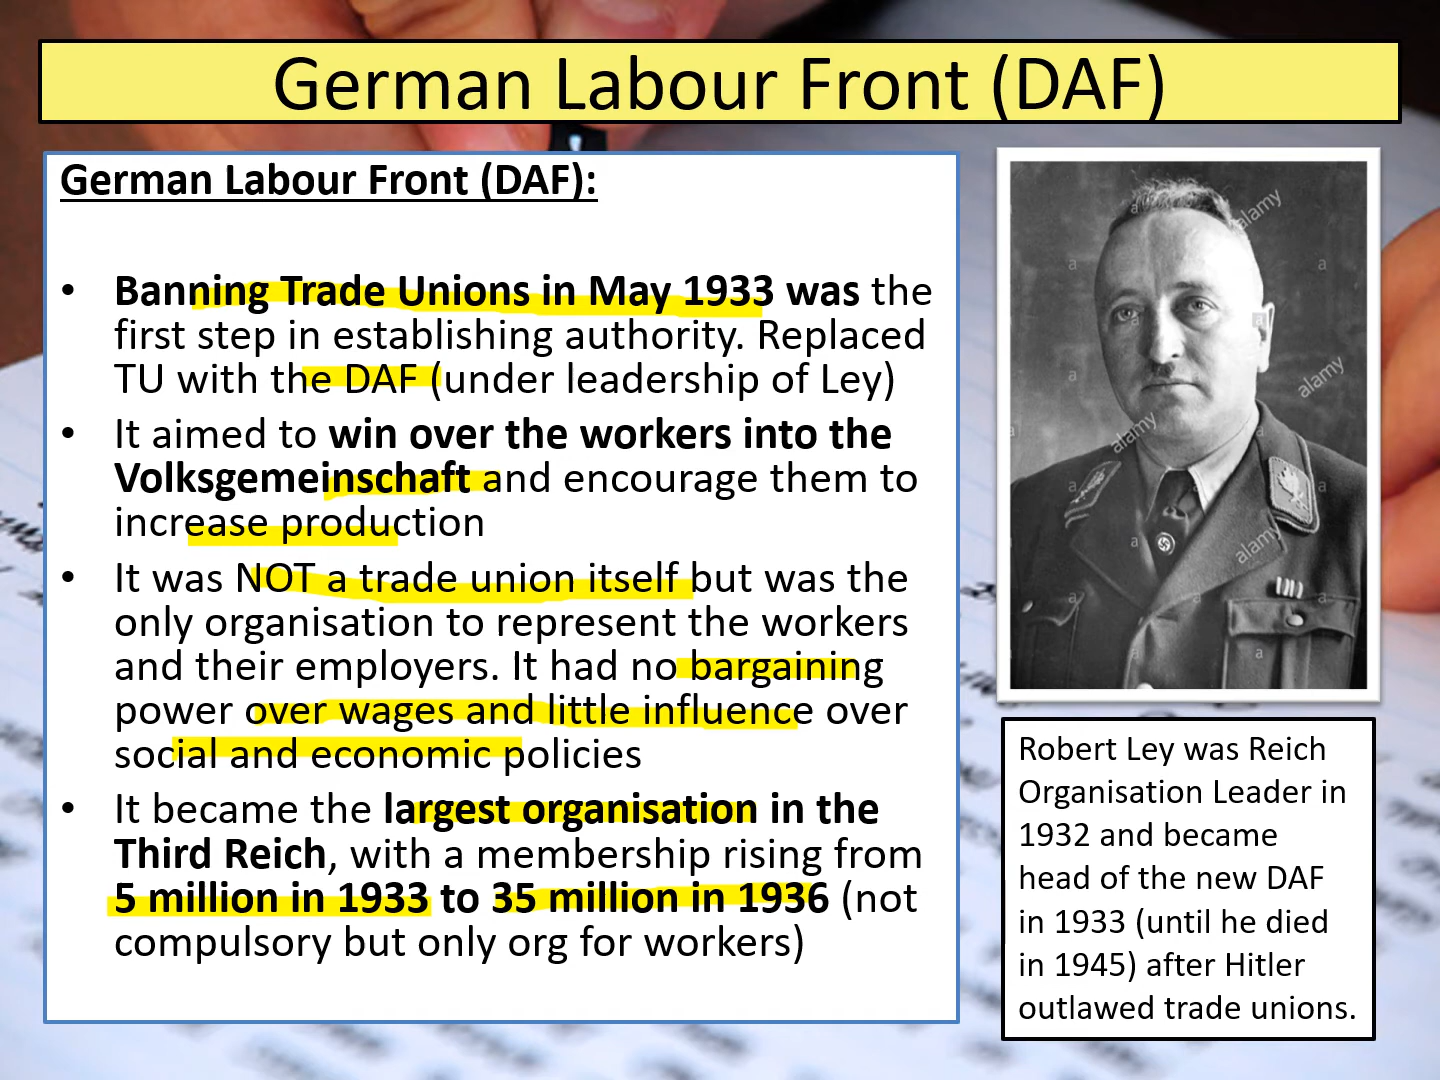 German Labour Front (DAF)
German Labour Front (DAF):
• Banning Trade Unions in May 1933 was the
first step in establishing authority. Replaced
TU with the DAF (under leadership of Ley)
• It aimed to win over the workers into the
Volksgemeinschaft and encourage them to
increase production
• It was NOT a trade union itself but was the
only organisation to represent the workers
and their employers. It had no bargaining
power over wages and little influence over
social and economic policies
• It became the largest organisation in the
Third Reich, with a membership rising from
5 million in 1933 to 35 million in 1936 (not
compulsory but only org for workers)
alamy
alamy
alamy
alamy
Robert Ley was Reich
Organisation Leader in
1932 and became
head of the new DAF
in 1933 (until he died
in 1945) after Hitler
outlawed trade unions.